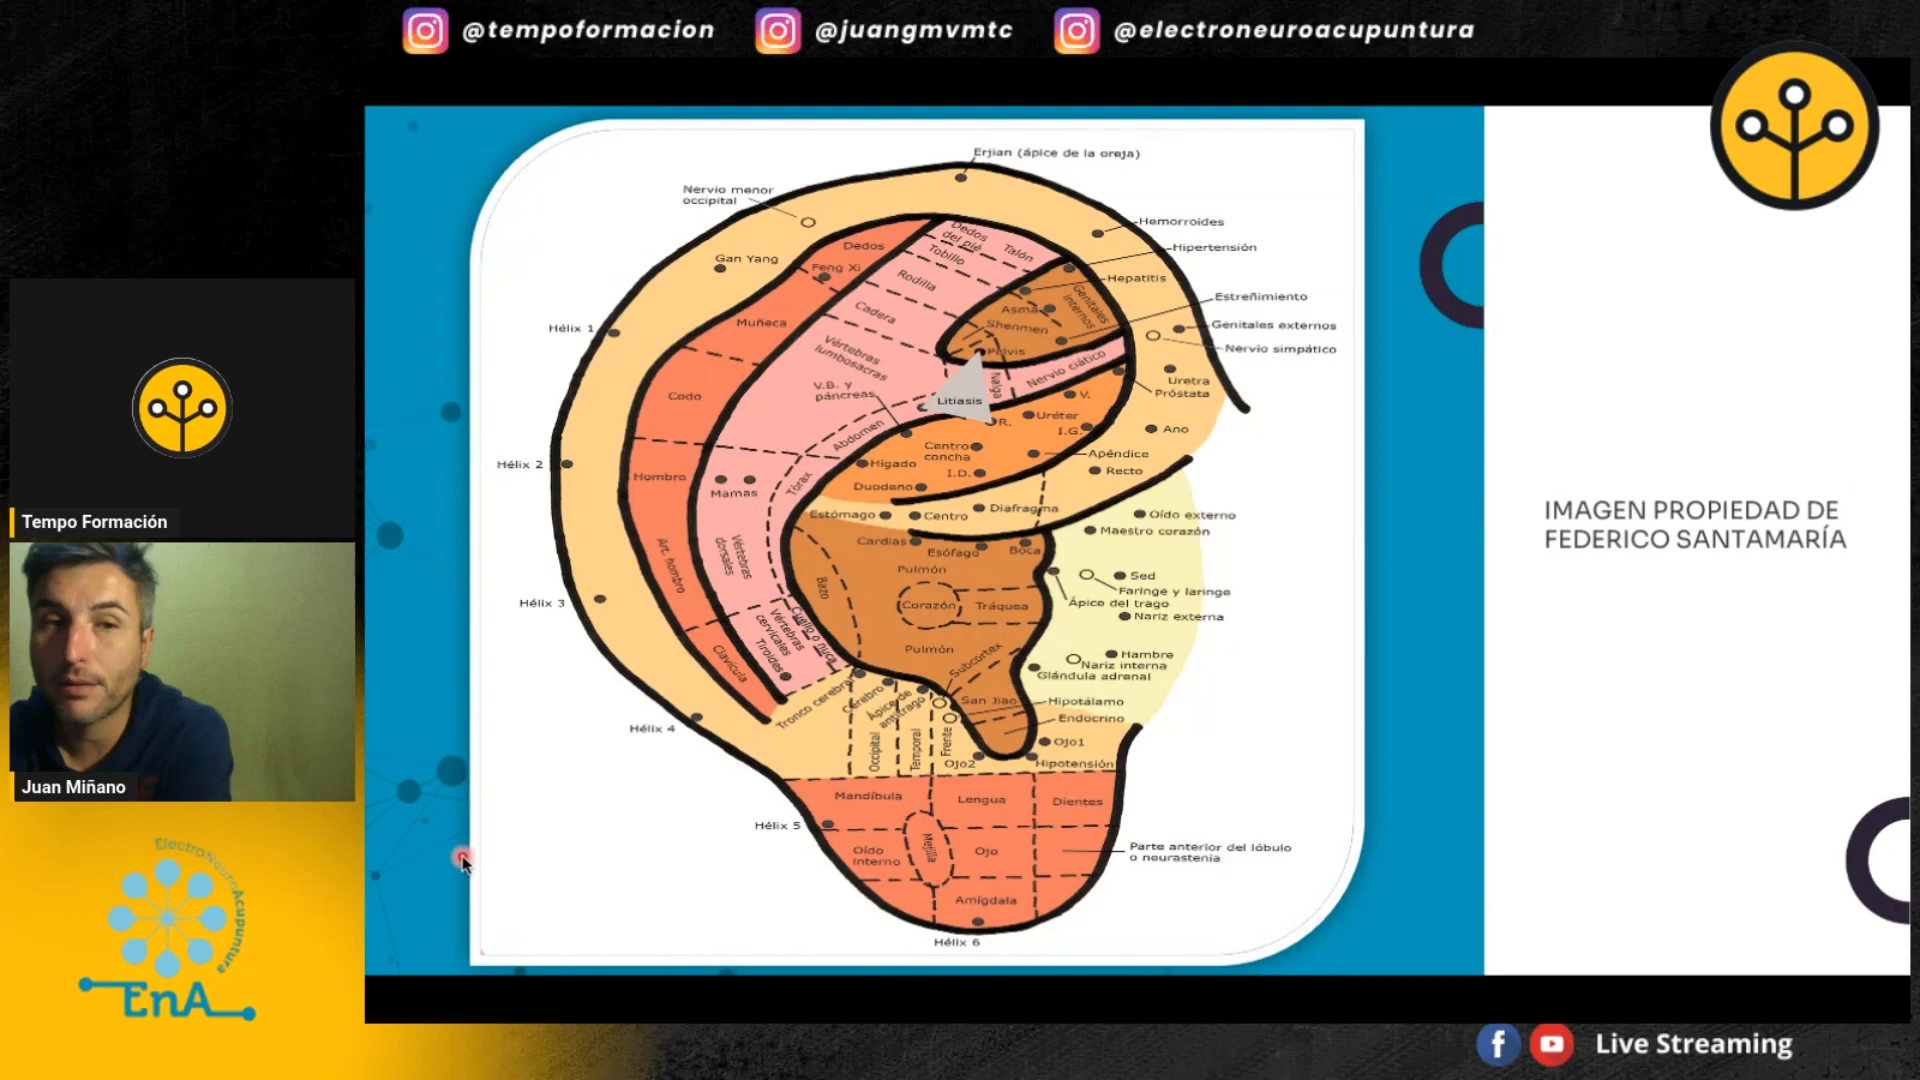 @tempoformacion
@juangmvmtc
@electroneuroacupuntura
Erjian (ápice de la oreja)
Nervio menor
occipital
Hemorroides
Hipertensión
Hepatitis
Estreñimiento
Genitales externos
Nervio simpático
Uretra
Próstata
Ano
Apéndice
Recto
Dedos
del pié
Talón
Tobillo
Dedos
Feng Xi
Gan Yang
Rodilla
Asma
Genitales
internos
Shenmen
Pelvis
Cadera
Muñeca
Hélix 1
Vértebras
lumbosacras
Nervio ciático
Nalga
V.B. y
páncreas
Litiasis
V.
Codo
R.
Uréter
I.G.
Abdomen
Centro
concha
Hígado
I.D.
Duodeno
Hélix 2
Hombro
Mamas
Tórax
Estómago
Centro
Diafragma
Oído externo
Maestro corazón
Cardias
Esófago
Boca
Art. hombro
Vértebras
dorsales
Bazo
Pulmón
Sed
Faringe y laringe
Ápice del trago
Nariz externa
Corazón
Tráquea
Hélix 3
Cuello o nuca
Vértebras
cervicales
Tiroides
Clavícula
Pulmón
Subcortex
Hambre
Nariz interna
Glándula adrenal
Tronco cerebral
Cerebro
Ápice de
antitrago
San Jiao
Hipotálamo
Endocrino
Hélix 4
Occipital
Temporal
Frente
Ojo1
Ojo2
Hipotensión
Mandíbula
Lengua
Dientes
Hélix 5
Oído
interno
Mejilla
Ojo
Parte anterior del lóbulo
o neurastenia
Amígdala
Hélix 6
IMAGEN PROPIEDAD DE
FEDERICO SANTAMARÍA
Tempo Formación
Juan Miñano
ElectroNeuroAcupuntura
EnA
Live Streaming